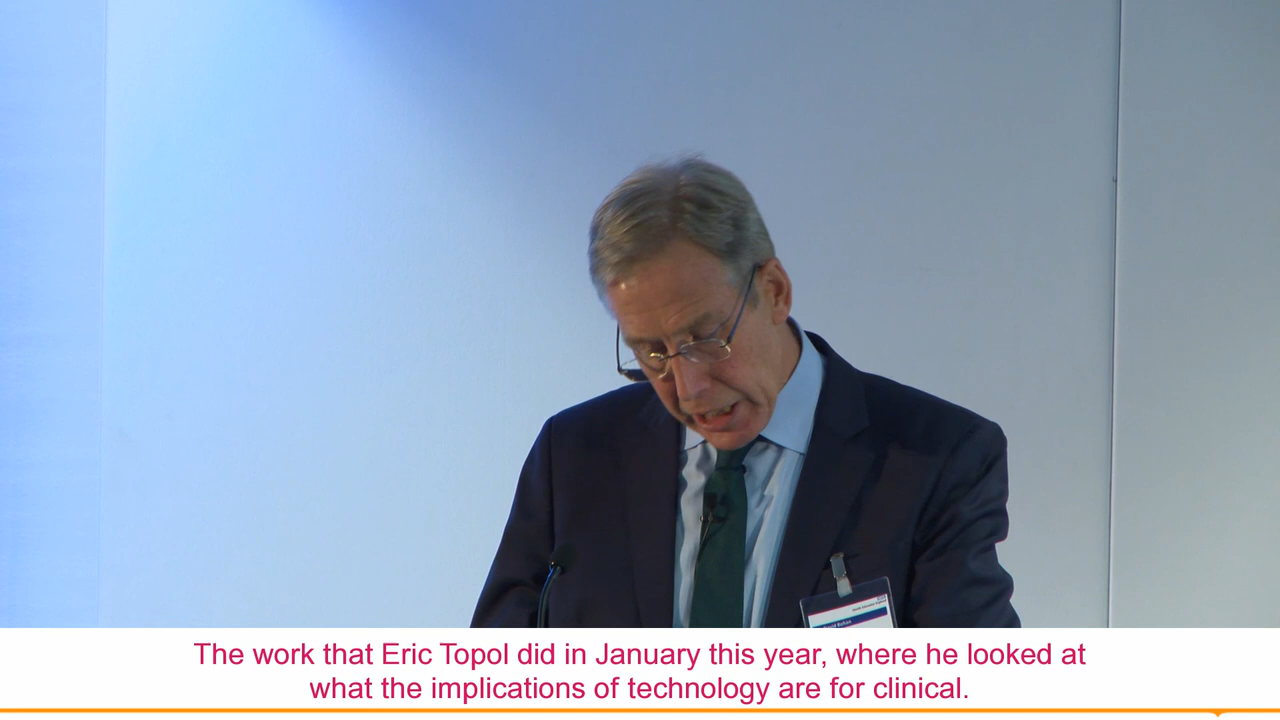 The work that Eric Topol did in January this year, where he looked at
what the implications of technology are for clinical.